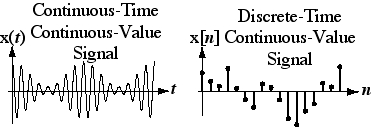 Continuous-Time
Continuous-Value
Signal
x(t)
t
Discrete-Time
Continuous-Value
Signal
x[n]
n